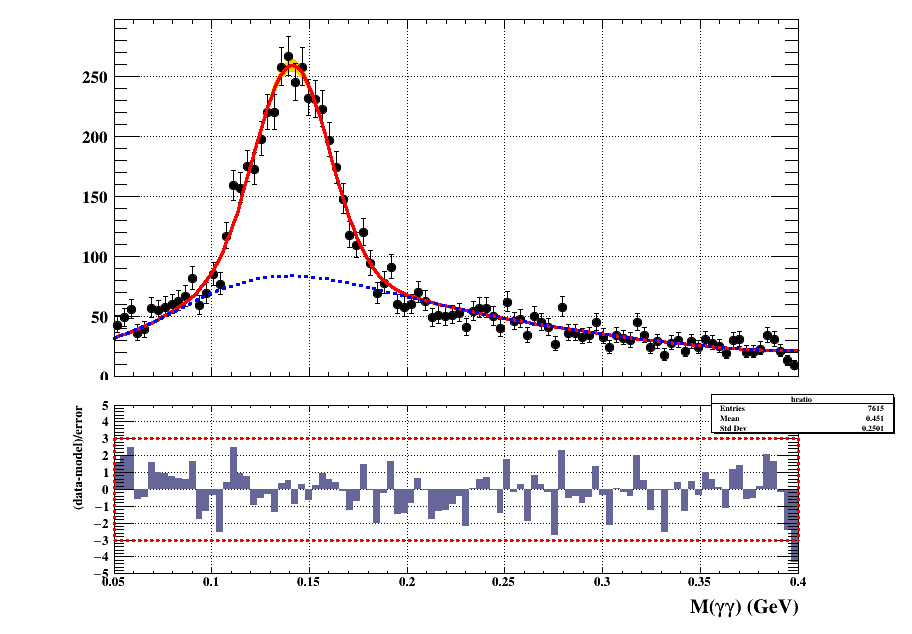 250
200
150
100
50
0
(data-model)/error
5
4
3
2
1
0
−1
−2
−3
−4
−5
hratio
Entries 7615
Mean 0.451
Std Dev 0.2501
0.05 0.1 0.15 0.2 0.25 0.3 0.35 0.4
M(γγ) (GeV)